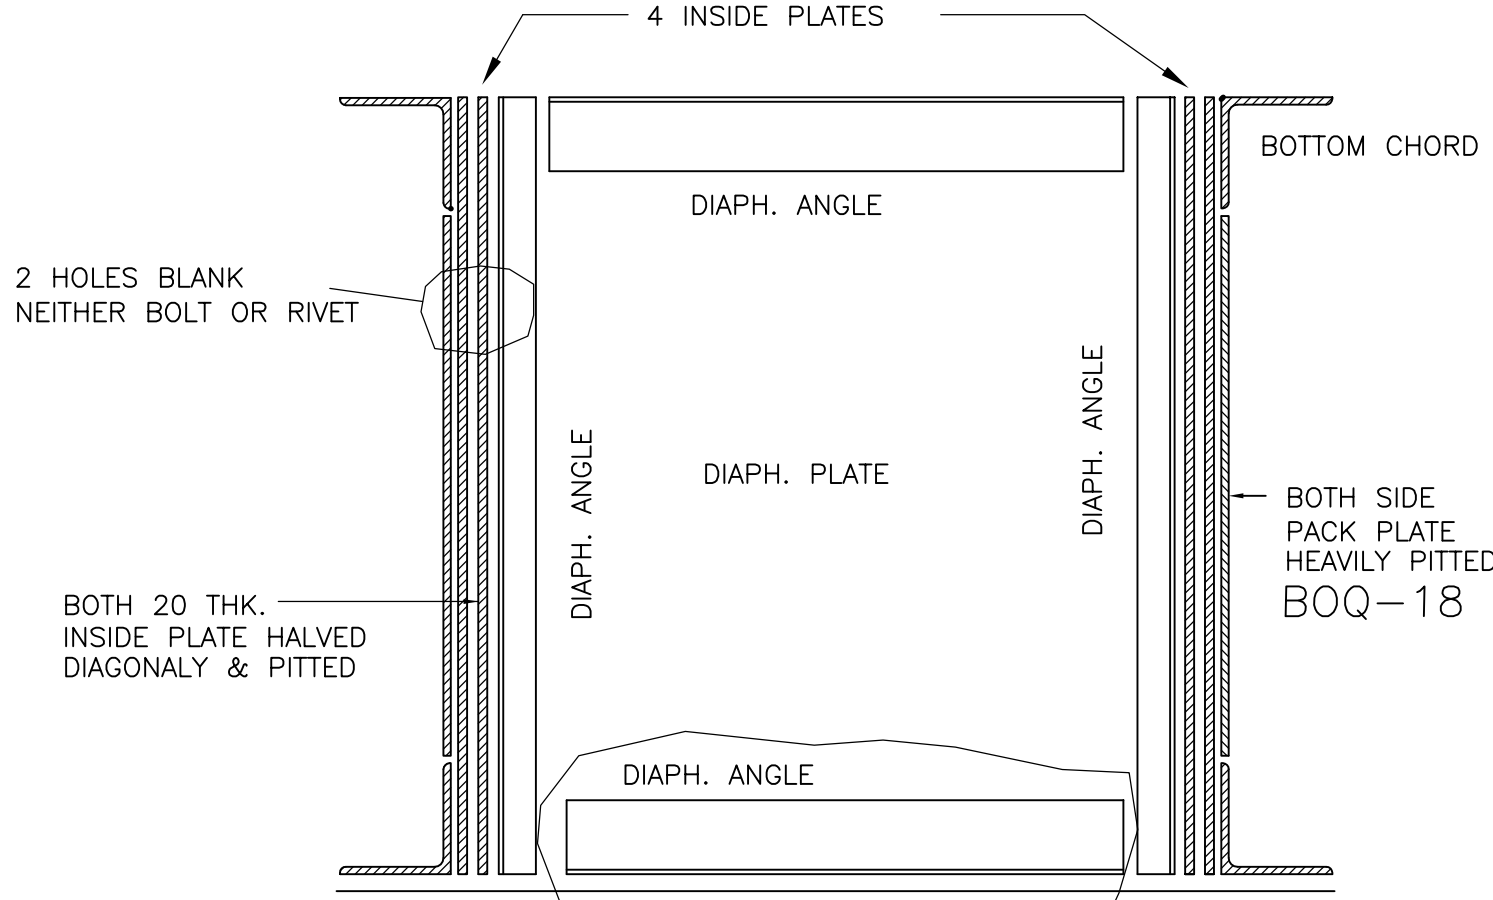 4 INSIDE PLATES
BOTTOM CHORD
DIAPH. ANGLE
2 HOLES BLANK
NEITHER BOLT OR RIVET
DIAPH. ANGLE
DIAPH. ANGLE
DIAPH. PLATE
BOTH SIDE
PACK PLATE
HEAVILY PITTED
BOQ-18
BOTH 20 THK.
INSIDE PLATE HALVED
DIAGONALY & PITTED
DIAPH. ANGLE